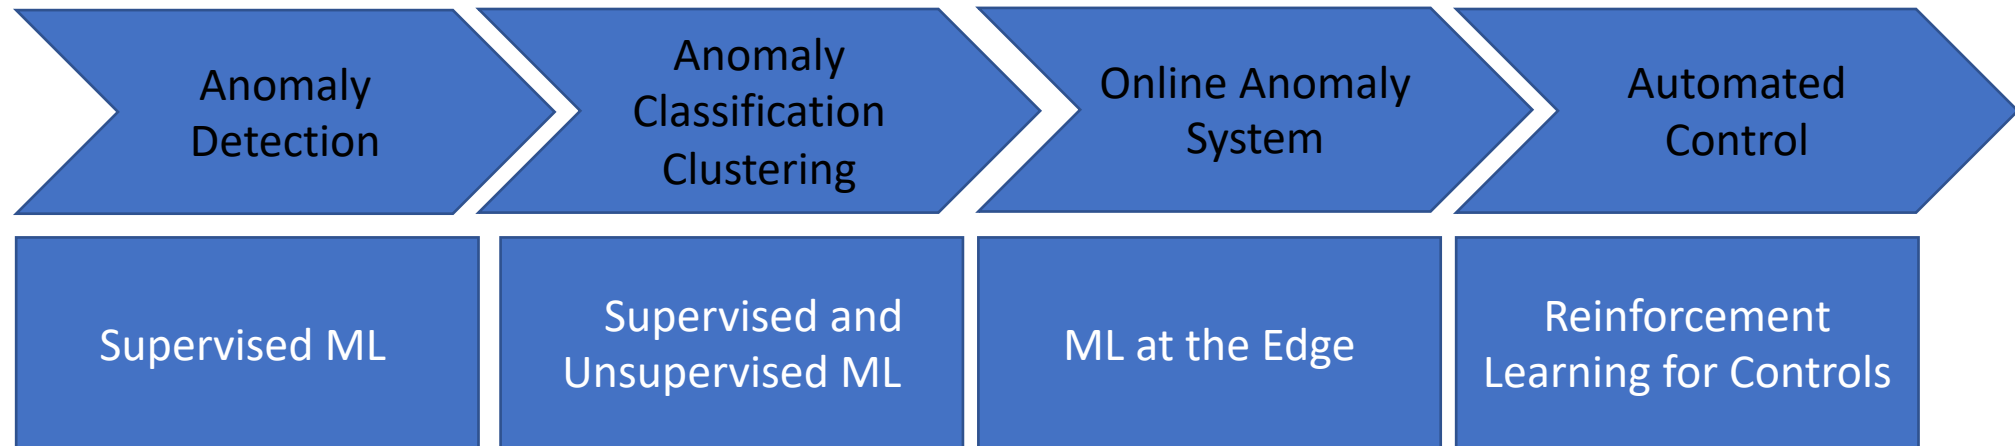 Anomaly
Detection
Anomaly
Classification
Clustering
Online Anomaly
System
Automated
Control
Supervised ML
Supervised and
Unsupervised ML
ML at the Edge
Reinforcement
Learning for Controls